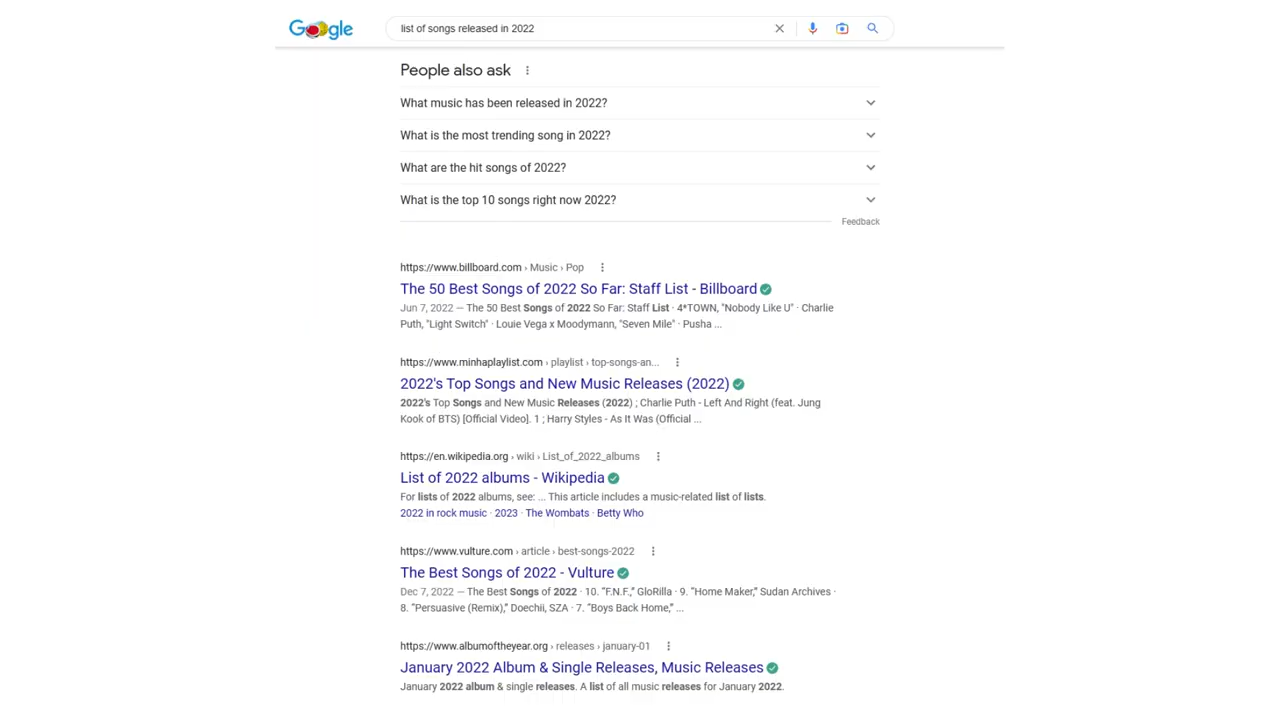 Google
list of songs released in 2022
People also ask
What music has been released in 2022?
What is the most trending song in 2022?
What are the hit songs of 2022?
What is the top 10 songs right now 2022?
Feedback
https://www.billboard.com › Music › Pop
The 50 Best Songs of 2022 So Far: Staff List - Billboard
Jun 7, 2022 — The 50 Best Songs of 2022 So Far: Staff List · 4*TOWN, "Nobody Like U" · Charlie
Puth, "Light Switch" · Louie Vega x Moodymann, "Seven Mile" · Pusha ...
https://www.minhaplaylist.com › playlist › top-songs-an...
2022's Top Songs and New Music Releases (2022)
2022's Top Songs and New Music Releases (2022) ; Charlie Puth - Left And Right (feat. Jung
Kook of BTS) [Official Video]. 1 ; Harry Styles - As It Was (Official ...
https://en.wikipedia.org › wiki › List_of_2022_albums
List of 2022 albums - Wikipedia
For lists of 2022 albums, see: ... This article includes a music-related list of lists.
2022 in rock music · 2023 · The Wombats · Betty Who
https://www.vulture.com › article › best-songs-2022
The Best Songs of 2022 - Vulture
Dec 7, 2022 — The Best Songs of 2022 · 10. “F.N.F.,” GloRilla · 9. “Home Maker,” Sudan Archives ·
8. “Persuasive (Remix),” Doechii, SZA · 7. “Boys Back Home,” ...
https://www.albumoftheyear.org › releases › january-01
January 2022 Album & Single Releases, Music Releases
January 2022 album & single releases. A list of all music releases for January 2022.